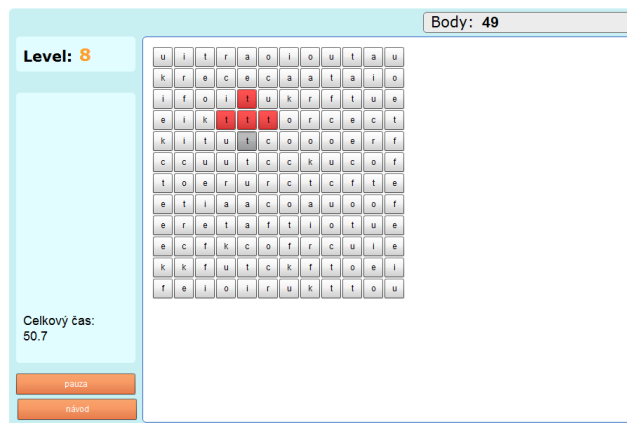 Body: 49
Level: 8
u i t r a o i o u t a u
k r e c e c a a t a i o
i f o i t u k r f t u e
e i k t t t o r c e c t
k i t u t c o o o e r f
c c u u t c c k u c o f
t o e r u r c t c f t e
e t i a a c o a u o o f
e r e t a f t i o t u e
e c f k c o f r c u i e
k k f u t c k f t o e i
f e i o i r u k t t o u
Celkový čas:
50.7
pauza
návod